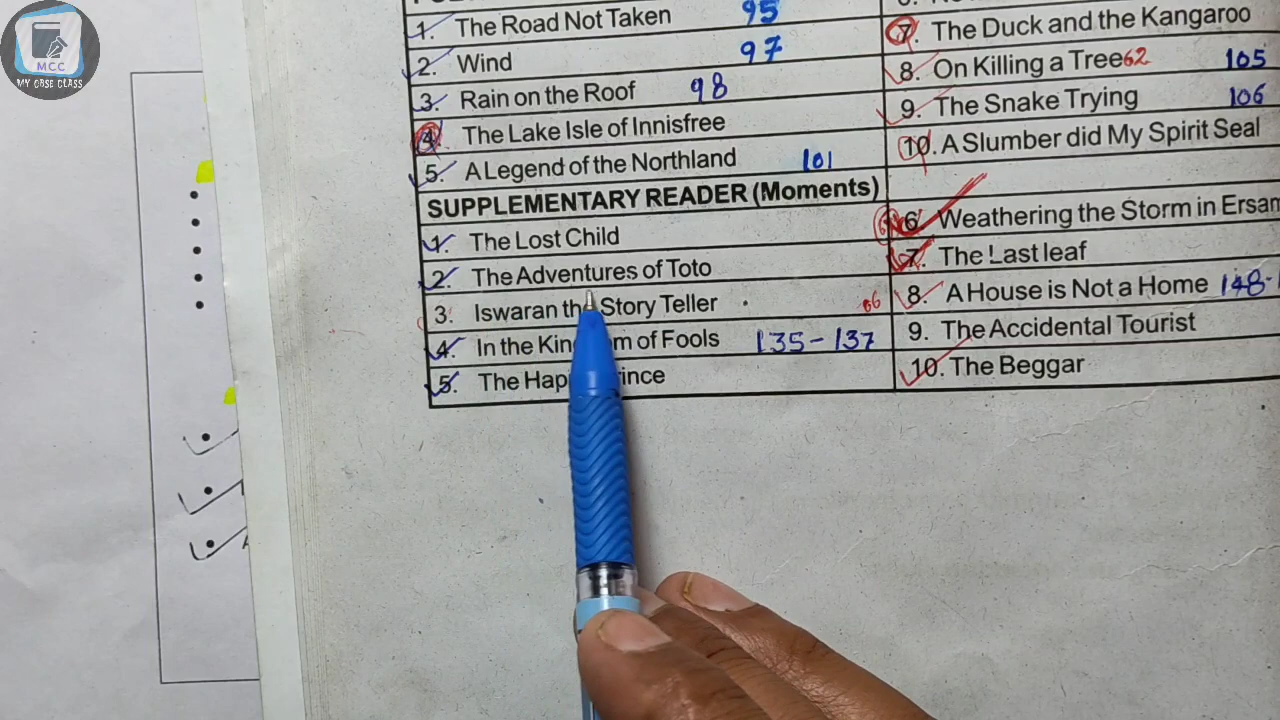 MCC
MY CBSE CLASS
1. The Road Not Taken 95
2. Wind 97
3. Rain on the Roof 98
4. The Lake Isle of Innisfree
5. A Legend of the Northland 101
7. The Duck and the Kangaroo
8. On Killing a Tree 62 105
9. The Snake Trying 106
10. A Slumber did My Spirit Seal
SUPPLEMENTARY READER (Moments)
1. The Lost Child
2. The Adventures of Toto
3. Iswaran the Story Teller
4. In the Kingdom of Fools 135-137
5. The Happy Prince
6. Weathering the Storm in Ersam
7. The Last leaf
8. A House is Not a Home 148-
9. The Accidental Tourist
10. The Beggar